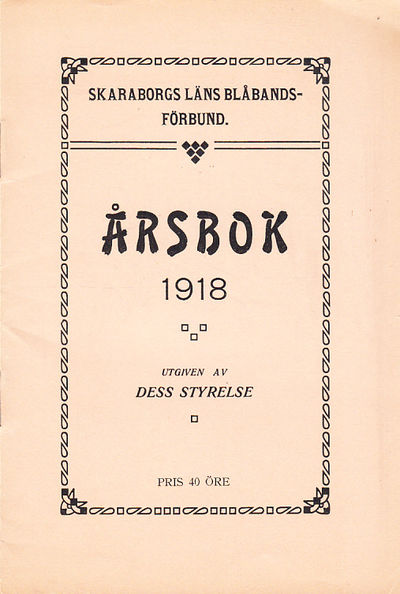 SKARABORGS LÄNS BLÅBANDS-
FÖRBUND.
ÅRSBOK
1918
UTGIVEN AV
DESS STYRELSE
PRIS 40 ÖRE